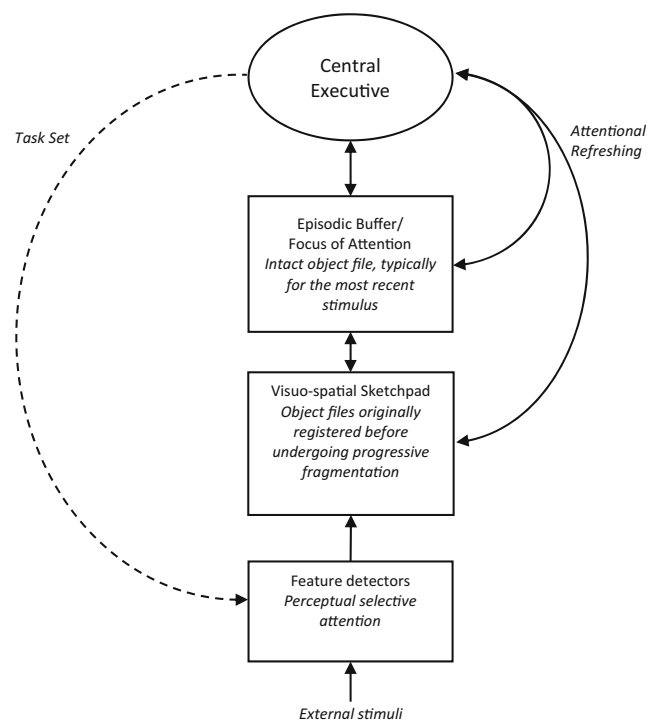 Central
Executive
Task Set
Attentional
Refreshing
Episodic Buffer/
Focus of Attention
Intact object file, typically
for the most recent
stimulus
Visuo-spatial Sketchpad
Object files originally
registered before
undergoing progressive
fragmentation
Feature detectors
Perceptual selective
attention
External stimuli